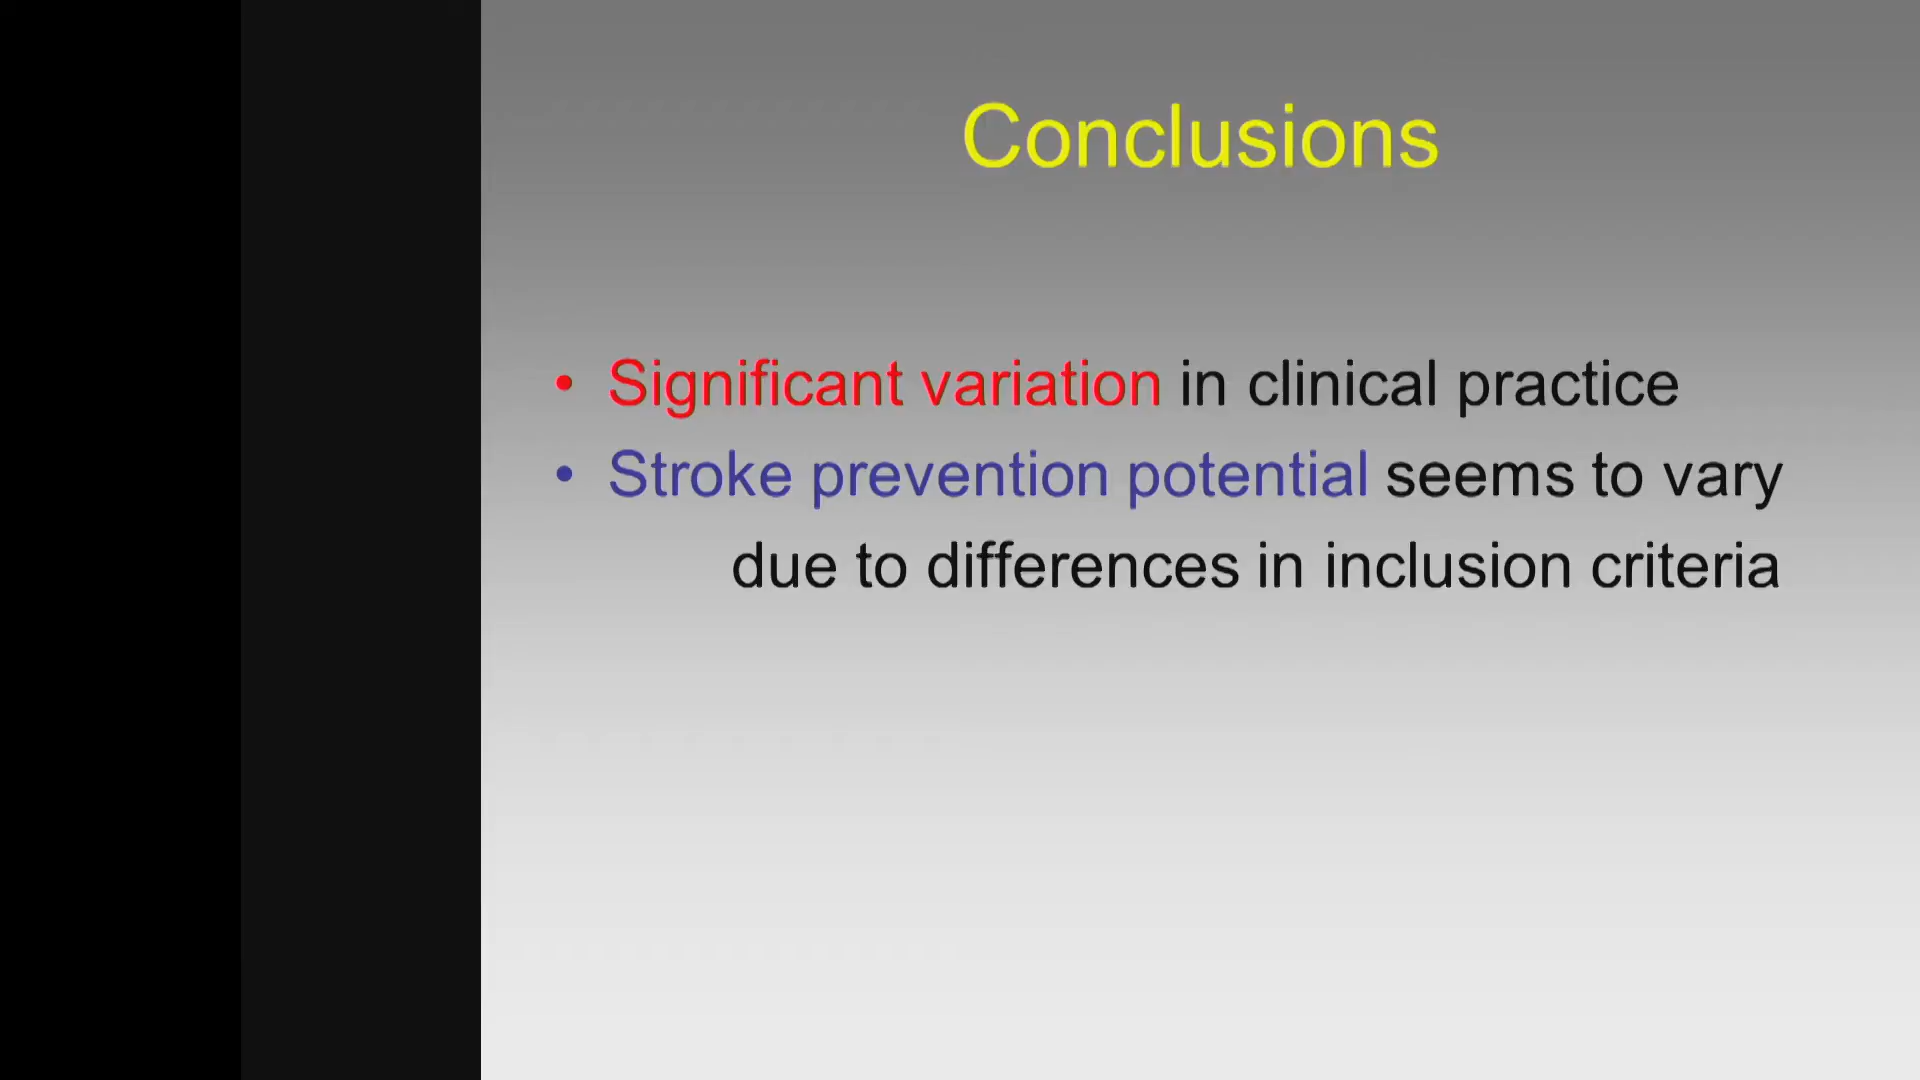 Conclusions
• Significant variation in clinical practice
• Stroke prevention potential seems to vary
due to differences in inclusion criteria